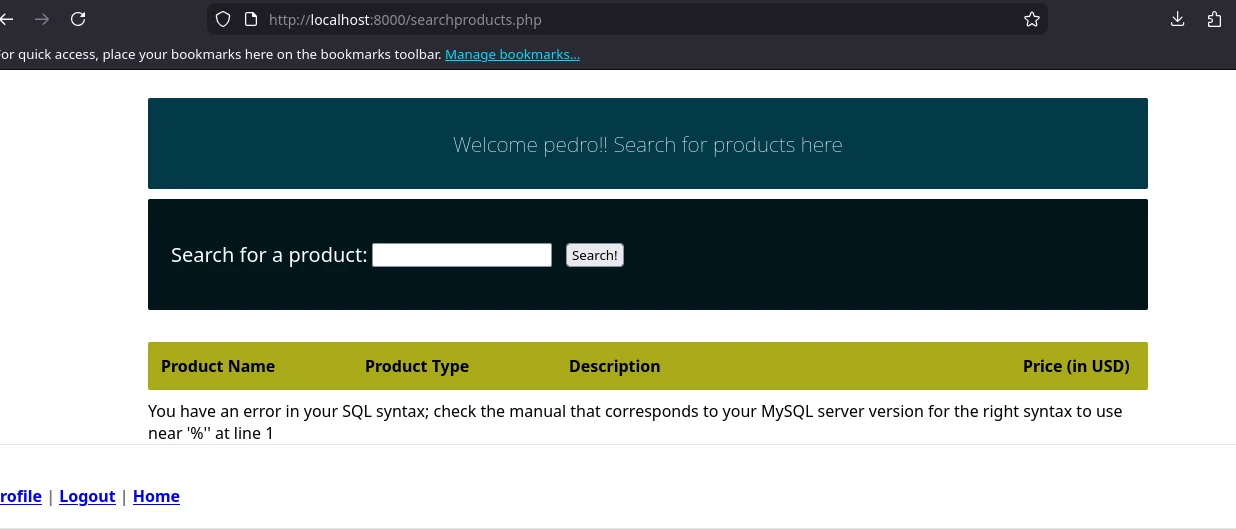 http://localhost:8000/searchproducts.php
or quick access, place your bookmarks here on the bookmarks toolbar. Manage bookmarks...
Welcome pedro!! Search for products here
Search for a product: Search!
Product Name Product Type Description Price (in USD)
You have an error in your SQL syntax; check the manual that corresponds to your MySQL server version for the right syntax to use
near '%'' at line 1
rofile | Logout | Home